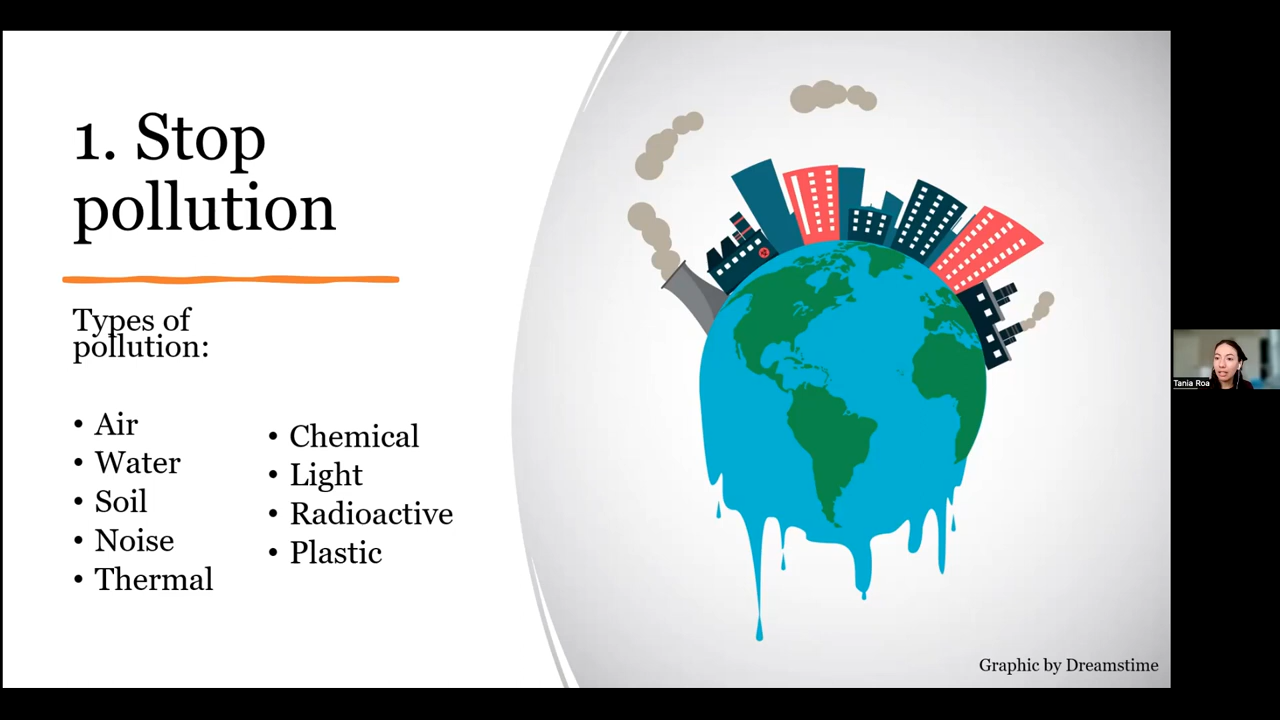 1. Stop
pollution
Types of
pollution:
• Air
• Water
• Soil
• Noise
• Thermal
• Chemical
• Light
• Radioactive
• Plastic
Graphic by Dreamstime
Tania Roa